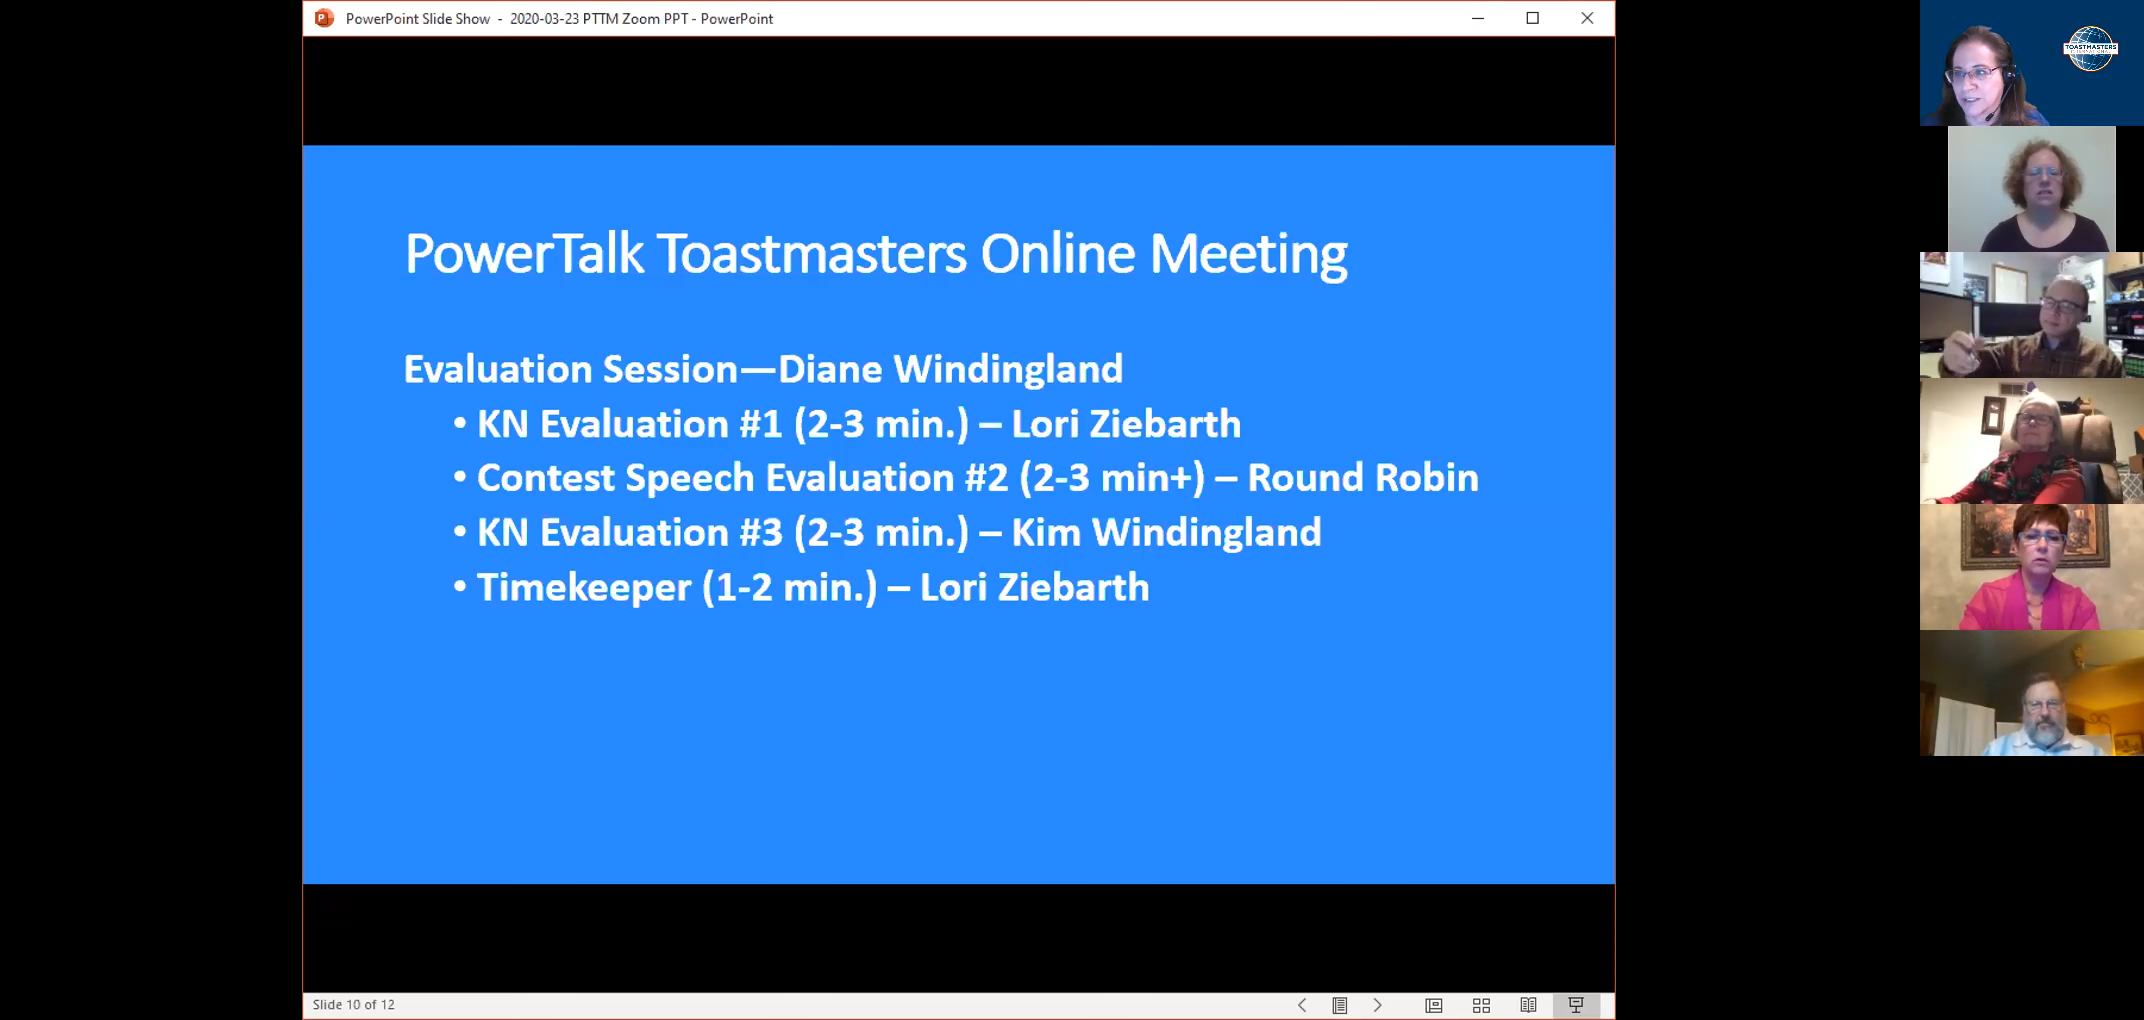 PowerPoint Slide Show - 2020-03-23 PTTM Zoom PPT - PowerPoint
TOASTMASTERS
INTERNATIONAL
PowerTalk Toastmasters Online Meeting
Evaluation Session—Diane Windingland
• KN Evaluation #1 (2-3 min.) – Lori Ziebarth
• Contest Speech Evaluation #2 (2-3 min+) – Round Robin
• KN Evaluation #3 (2-3 min.) – Kim Windingland
• Timekeeper (1-2 min.) – Lori Ziebarth
Slide 10 of 12